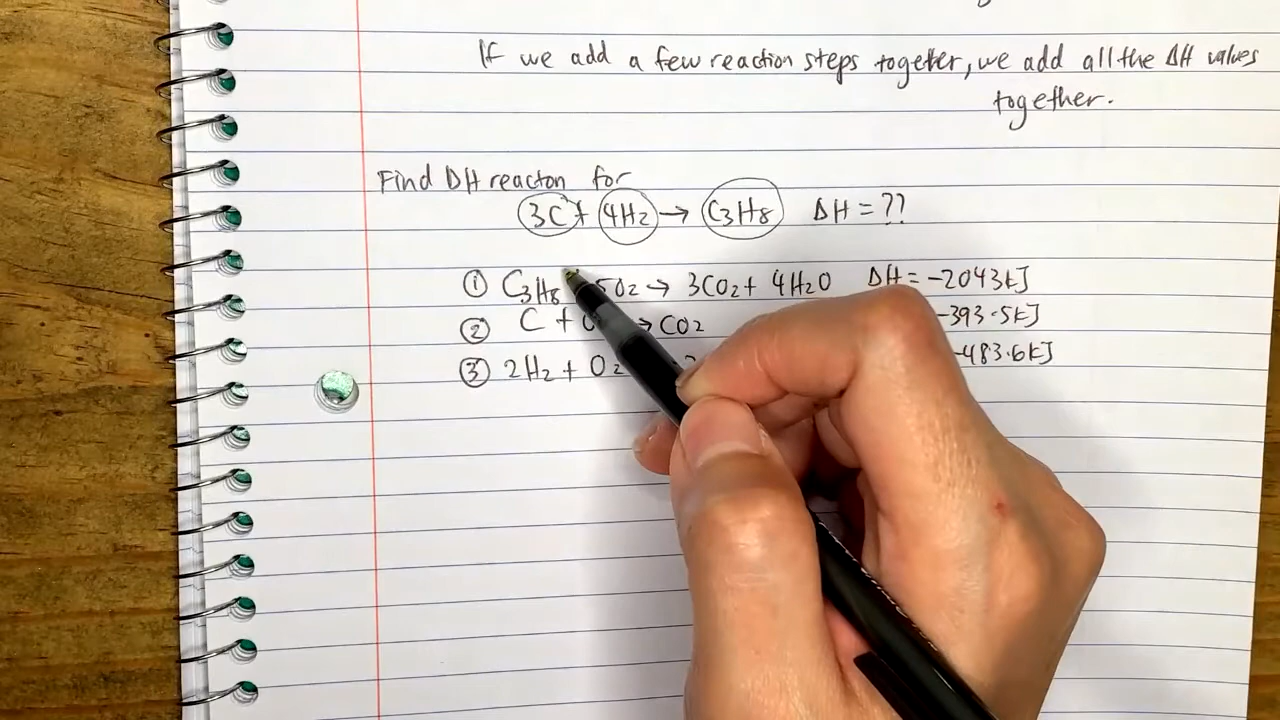 If we add a few reaction steps together, we add all the ΔH values
together.
Find DH reacton for
3C + 4H₂ → C₃H₈ ΔH = ??
① C₃H₈ + 5O₂ → 3CO₂ + 4H₂O ΔH = -2043kJ
② C + O → CO₂ -393.5kJ
③ 2H₂ + O₂ -483.6kJ